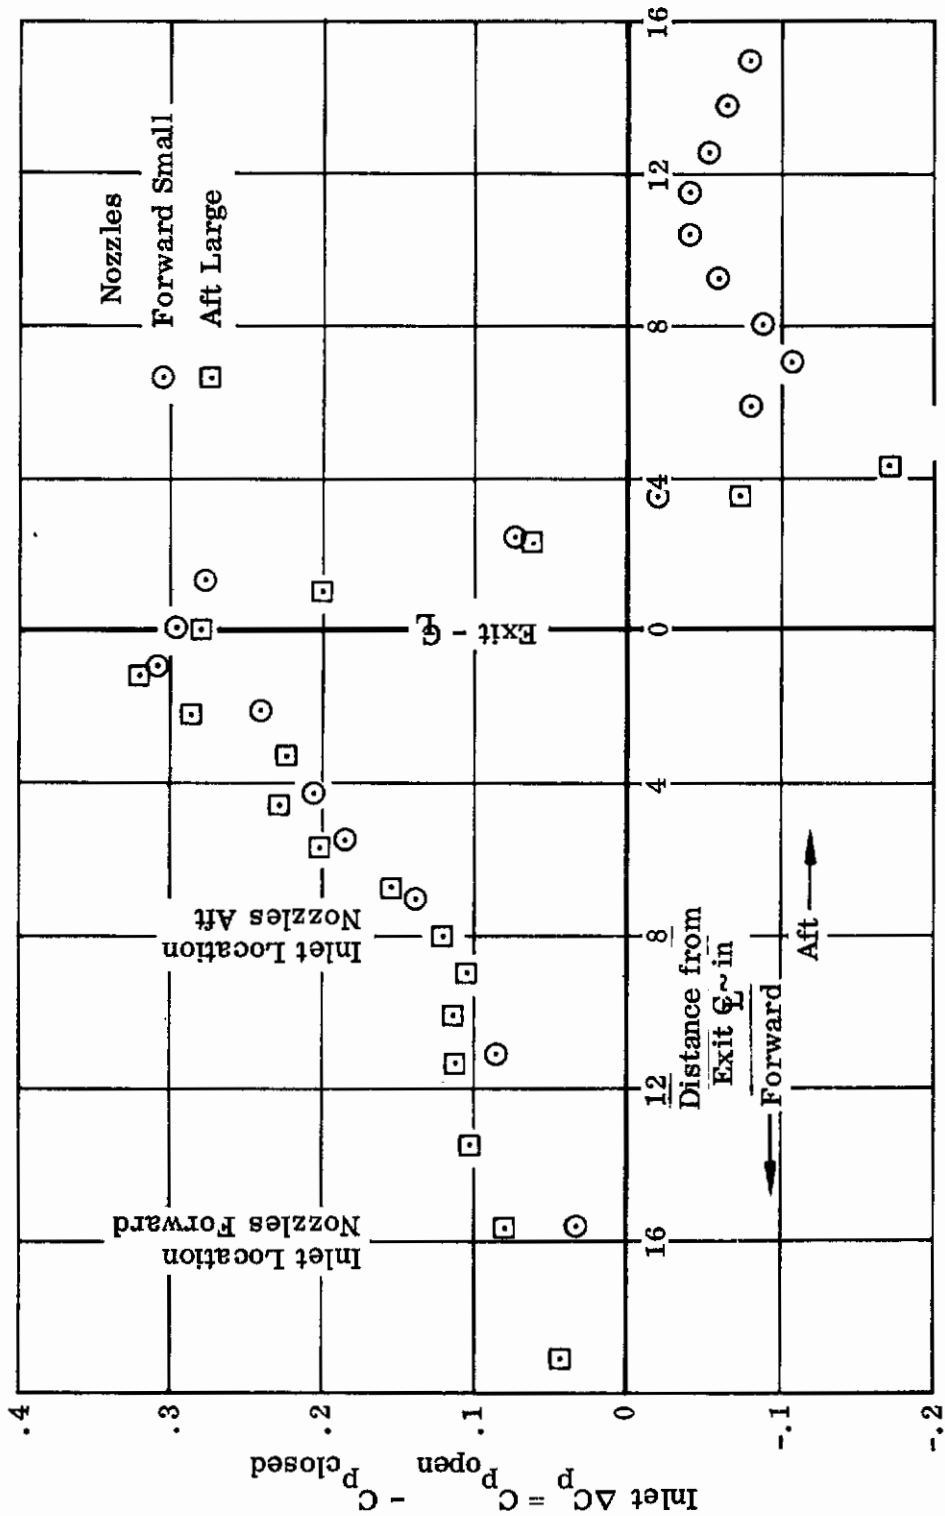 Nozzles
Forward Small
Aft Large
.4
.3
.2
.1
0
-.1
-.2
Inlet ΔCp = Cp open - Cp closed
Inlet Location
Nozzles Forward
Inlet Location
Nozzles Aft
Exit - ℄
16
12
8
4
0
4
8
12
16
Distance from
Exit ℄ ~ in
Forward
Aft